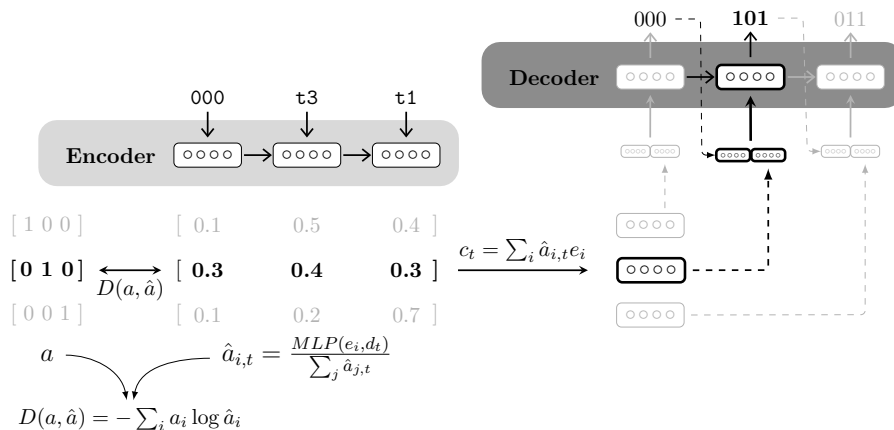 000 101 011
Decoder
000 t3 t1
Encoder
[ 1 0 0 ] [ 0.1 0.5 0.4 ]
[0 1 0] [ 0.3 0.4 0.3 ]
D(a, â)
c_t = ∑_i â_{i,t} e_i
[ 0 0 1 ] [ 0.1 0.2 0.7 ]
a
â_{i,t} = MLP(e_i,d_t) / ∑_j â_{j,t}
D(a, â) = − ∑_i a_i log â_i